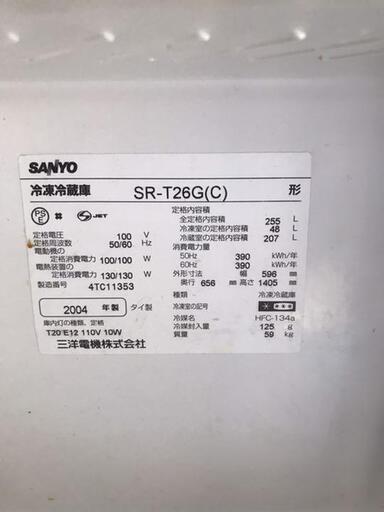 SANYO
冷凍冷蔵庫 SR-T26G(C) 形
PS E JET
定格電圧 100 V
定格周波数 50/60 Hz
電動機の
定格消費電力 100/100 W
電熱装置の
定格消費電力 130/130 W
製造番号 4TC11353
2004 年製 タイ製
庫内灯の種類、定格
T20 E12 110V 10W
三洋電機株式会社
定格内容積
全定格内容積 255 L
冷凍室の定格内容積 48 L
冷蔵室の定格内容積 207 L
消費電力量
50Hz 390 kWh/年
60Hz 390 kWh/年
外形寸法 幅 596 mm
奥行 656 mm 高さ 1405 mm
種類 冷凍冷蔵庫
冷凍室の記号 ****
冷媒名 HFC-134a
冷媒封入量 125 g
質量 59 kg